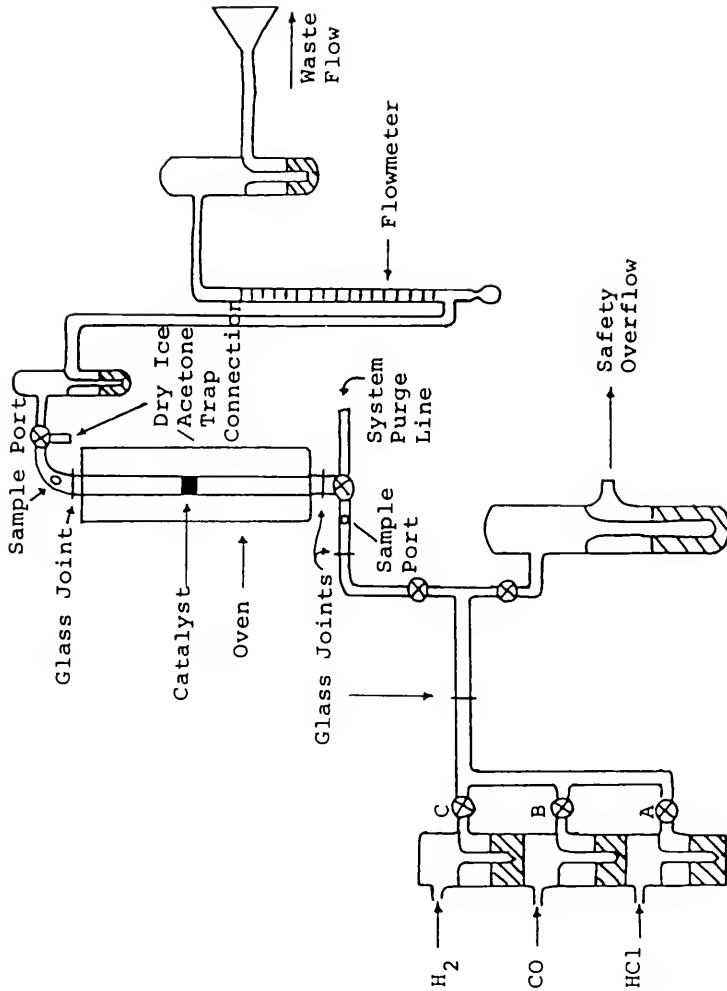 Waste
Flow
Flowmeter
Sample Port
Dry Ice
/Acetone
Trap
Connection
Glass Joint
Catalyst
Oven
System
Purge
Line
Sample
Port
Glass Joints
Safety
Overflow
C
B
A
H2
CO
HCl